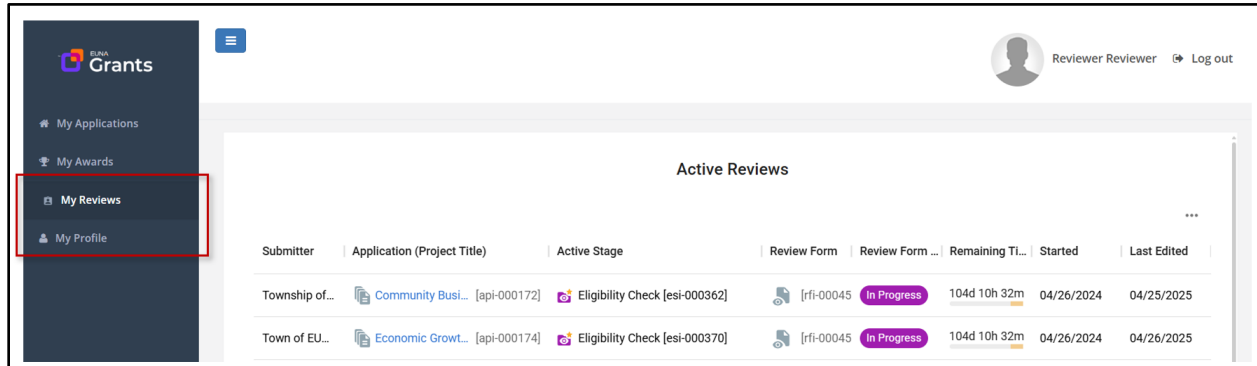 EUNA
Grants
Reviewer Reviewer Log out
My Applications
My Awards
My Reviews
My Profile
Active Reviews
...
Submitter Application (Project Title) Active Stage Review Form Review Form ... Remaining Ti... Started Last Edited
Township of... Community Busi... [api-000172] Eligibility Check [esi-000362] [rfi-00045 In Progress 104d 10h 32m 04/26/2024 04/25/2025
Town of EU... Economic Growt... [api-000174] Eligibility Check [esi-000370] [rfi-00045 In Progress 104d 10h 32m 04/26/2024 04/26/2025